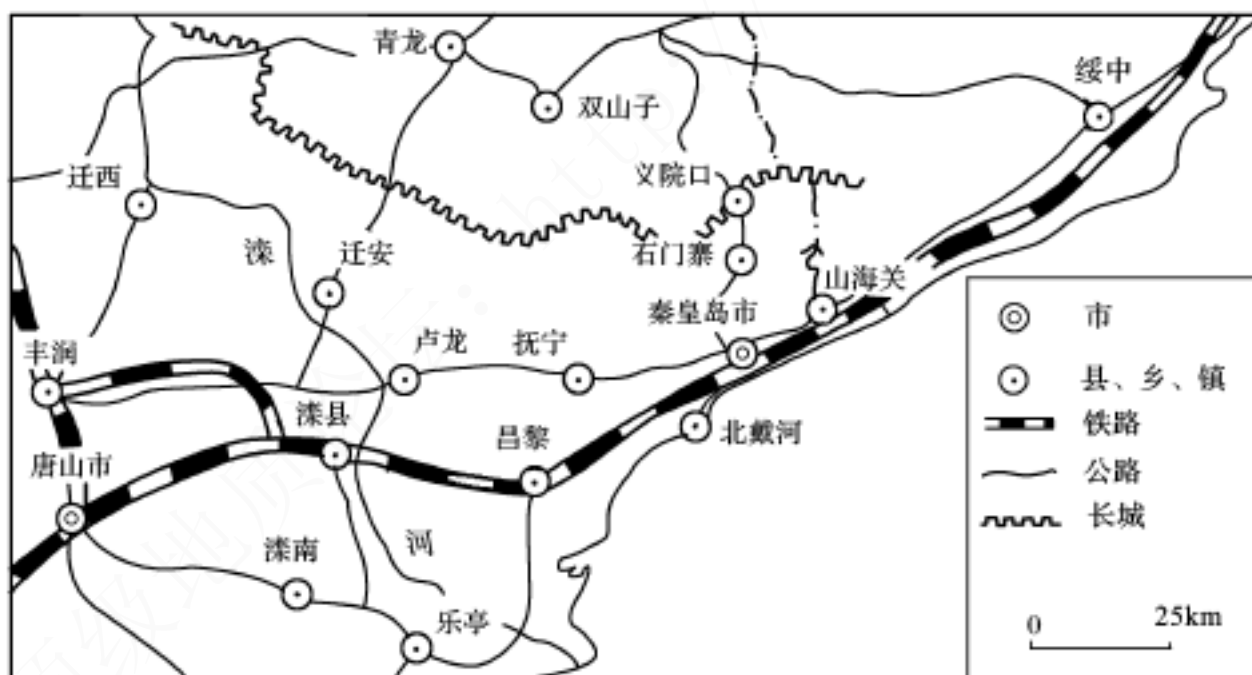 青龙
绥中
双山子
迁西
义院口
滦
迁安
石门寨
山海关
秦皇岛市
丰润
卢龙
抚宁
滦县
昌黎
北戴河
唐山市
滦南
河
乐亭
市
县、乡、镇
铁路
公路
长城
0
25km